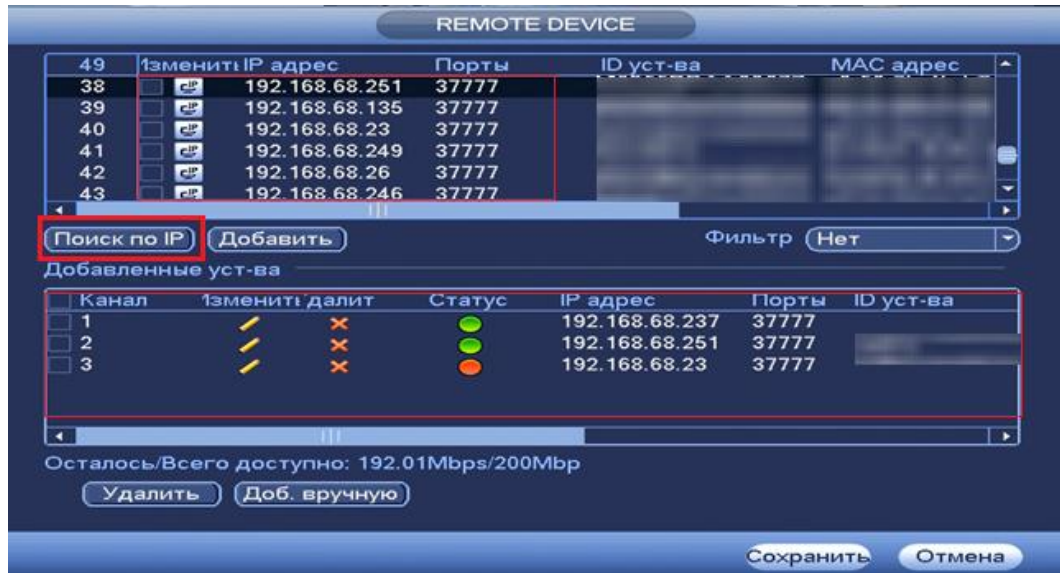 REMOTE DEVICE
49 Изменить IP адрес Порты ID уст-ва MAC адрес
38 192.168.68.251 37777
39 192.168.68.135 37777
40 192.168.68.23 37777
41 192.168.68.249 37777
42 192.168.68.26 37777
43 192.168.68.246 37777
Поиск по IP Добавить Фильтр Нет
Добавленные уст-ва
Канал Изменить далит Статус IP адрес Порты ID уст-ва
1 192.168.68.237 37777
2 192.168.68.251 37777
3 192.168.68.23 37777
Осталось/Всего доступно: 192.01Mbps/200Mbp
Удалить Доб. вручную
Сохранить Отмена